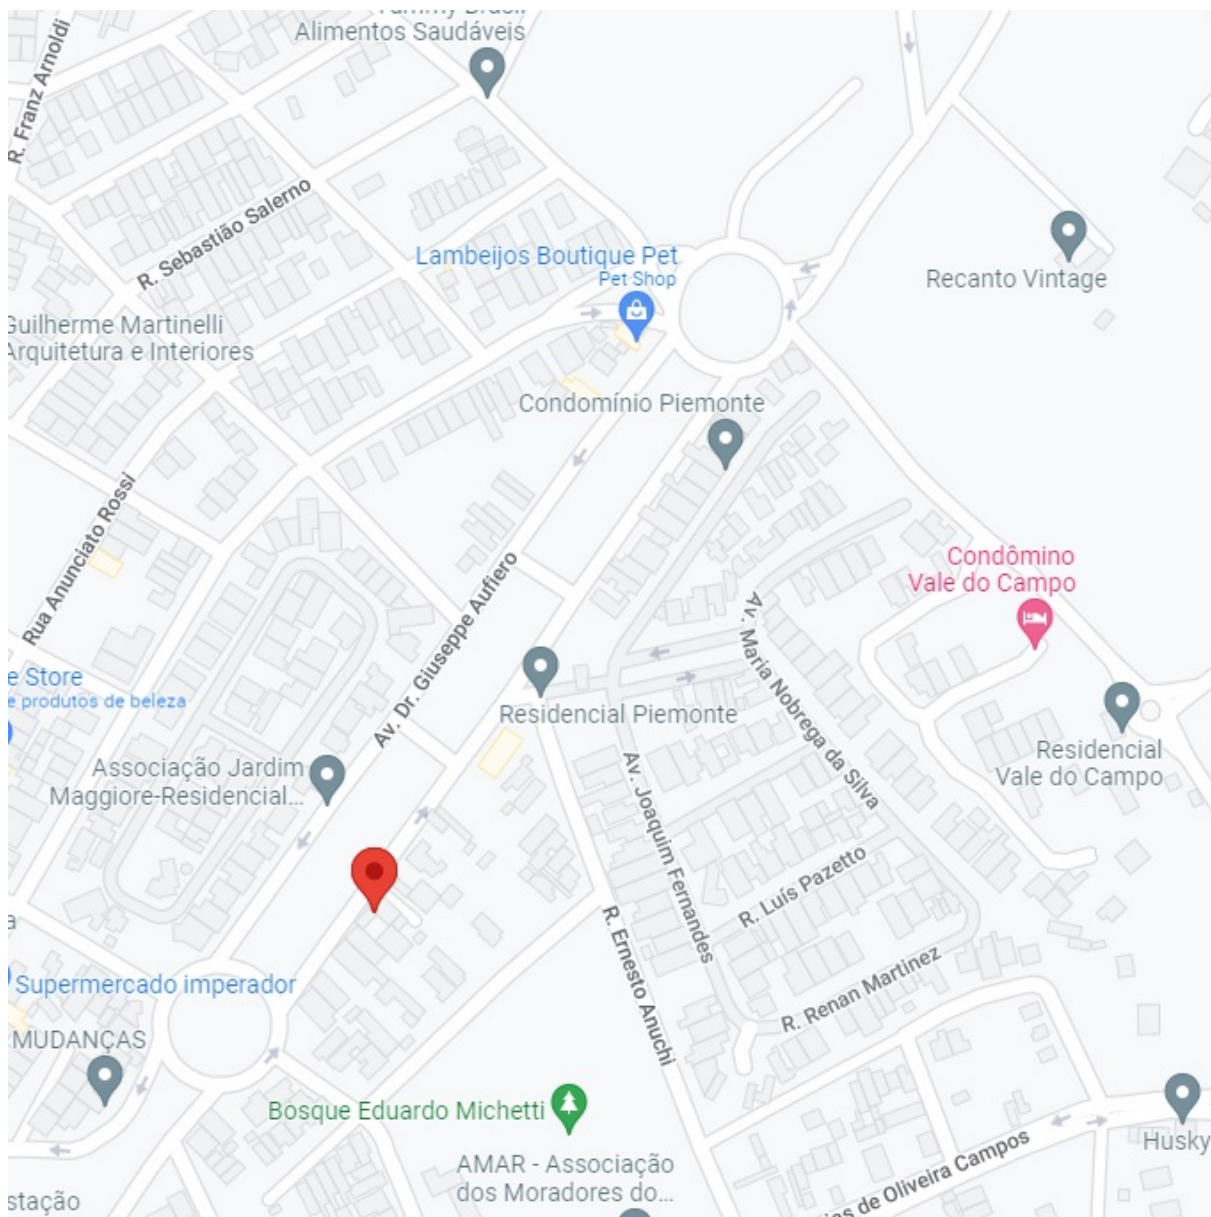 Alimentos Saudáveis
R. Franz Arnoldi
R. Sebastião Salerno
Lambeijos Boutique Pet
Pet Shop
Recanto Vintage
Guilherme Martinelli
Arquitetura e Interiores
Condomínio Piemonte
Rua Anunciato Rossi
Av. Dr. Giuseppe Aufiero
Condômino
Vale do Campo
Av. Maria Nobrega da Silva
e Store
e produtos de beleza
Residencial Piemonte
Residencial
Vale do Campo
Associação Jardim
Maggiore-Residencial...
Av. Joaquim Fernandes
R. Luís Pazetto
a
R. Ernesto Anuchi
Supermercado imperador
R. Renan Martinez
MUDANÇAS
Bosque Eduardo Michetti
Husky
AMAR - Associação
dos Moradores do...
de Oliveira Campos
stação